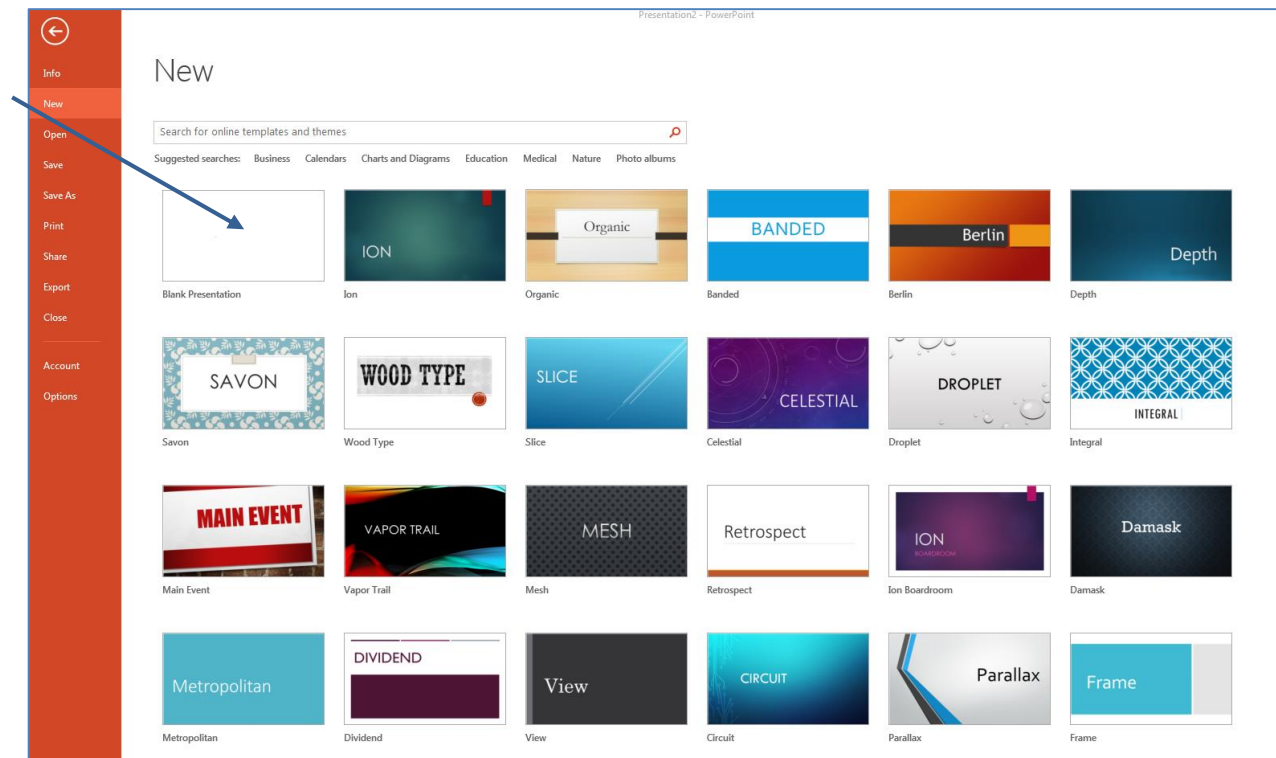 Presentation2 - PowerPoint
Info
New
Open
Save
Save As
Print
Share
Export
Close
Account
Options
New
Search for online templates and themes
Suggested searches: Business Calendars Charts and Diagrams Education Medical Nature Photo albums
ION
Organic
BANDED
Berlin
Depth
Blank Presentation Ion Organic Banded Berlin Depth
SAVON
WOOD TYPE
SLICE
CELESTIAL
DROPLET
INTEGRAL
Savon Wood Type Slice Celestial Droplet Integral
MAIN EVENT
VAPOR TRAIL
MESH
Retrospect
ION
BOARDROOM
Damask
Main Event Vapor Trail Mesh Retrospect Ion Boardroom Damask
Metropolitan
DIVIDEND
View
CIRCUIT
Parallax
Frame
Metropolitan Dividend View Circuit Parallax Frame